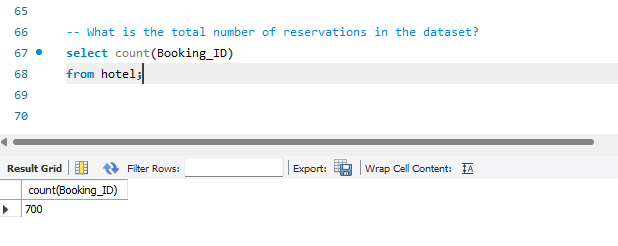 65
66 -- What is the total number of reservations in the dataset?
67 select count(Booking_ID)
68 from hotel;
69
70
Result Grid Filter Rows: Export: Wrap Cell Content: IA
count(Booking_ID)
700